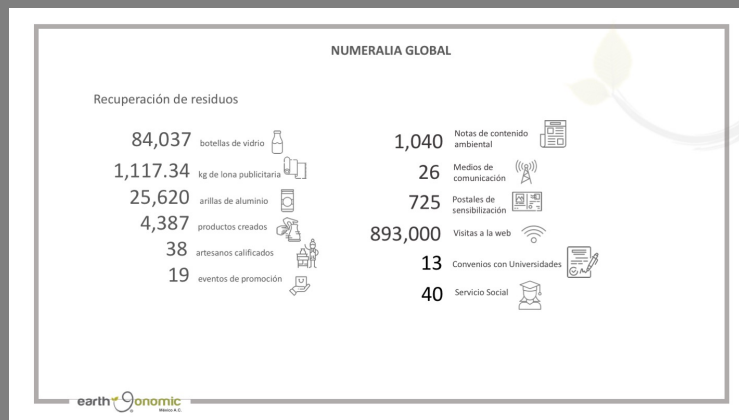 NUMERALIA GLOBAL
Recuperación de residuos
84,037 botellas de vidrio
1,117.34 kg de lona publicitaria
25,620 arillas de aluminio
4,387 productos creados
38 artesanos calificados
19 eventos de promoción
1,040 Notas de contenido
ambiental
26 Medios de
comunicación
725 Postales de
sensibilización
893,000 Visitas a la web
13 Convenios con Universidades
40 Servicio Social
earthgonomic
México A.C.